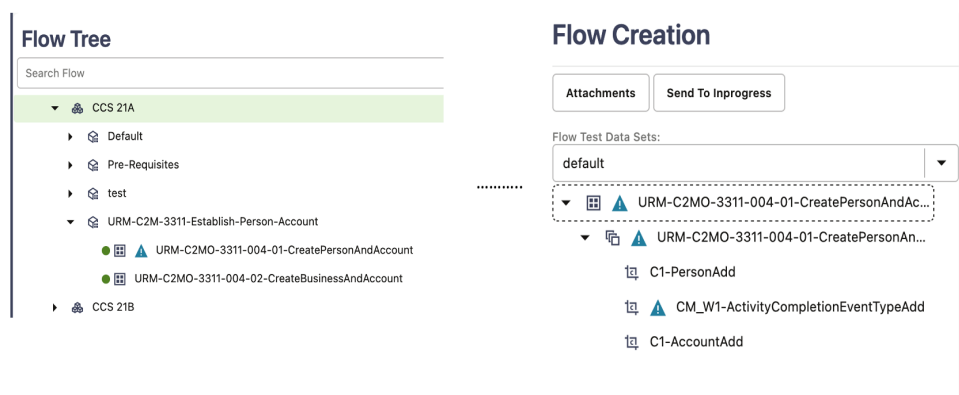 Flow Tree
Search Flow
CCS 21A
Default
Pre-Requisites
test
URM-C2M-3311-Establish-Person-Account
URM-C2MO-3311-004-01-CreatePersonAndAccount
URM-C2MO-3311-004-02-CreateBusinessAndAccount
CCS 21B
Flow Creation
Attachments
Send To Inprogress
Flow Test Data Sets:
default
URM-C2MO-3311-004-01-CreatePersonAndAc...
URM-C2MO-3311-004-01-CreatePersonAn...
C1-PersonAdd
CM_W1-ActivityCompletionEventTypeAdd
C1-AccountAdd